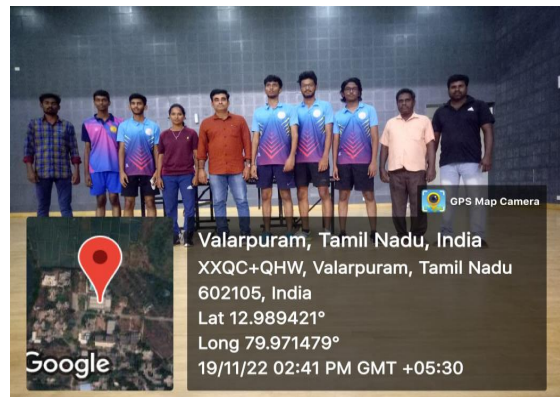 GPS Map Camera
Valarpuram, Tamil Nadu, India
XXQC+QHW, Valarpuram, Tamil Nadu
602105, India
Lat 12.989421°
Long 79.971479°
19/11/22 02:41 PM GMT +05:30
Google